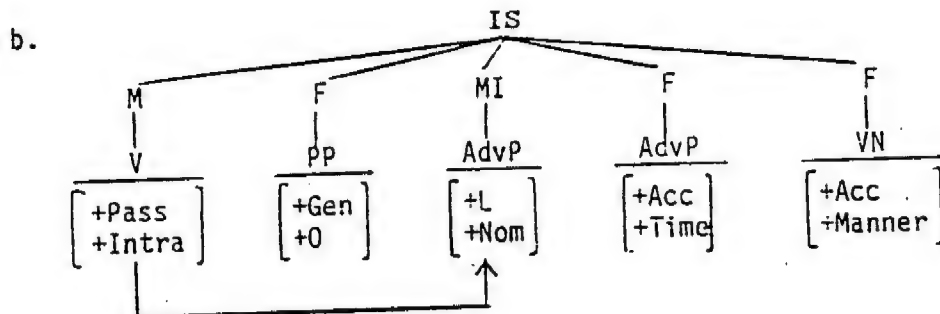 b.
IS
M F MI F F
V PP AdvP AdvP VN
+Pass +Gen +L +Acc +Acc
+Intra +O +Nom +Time +Manner